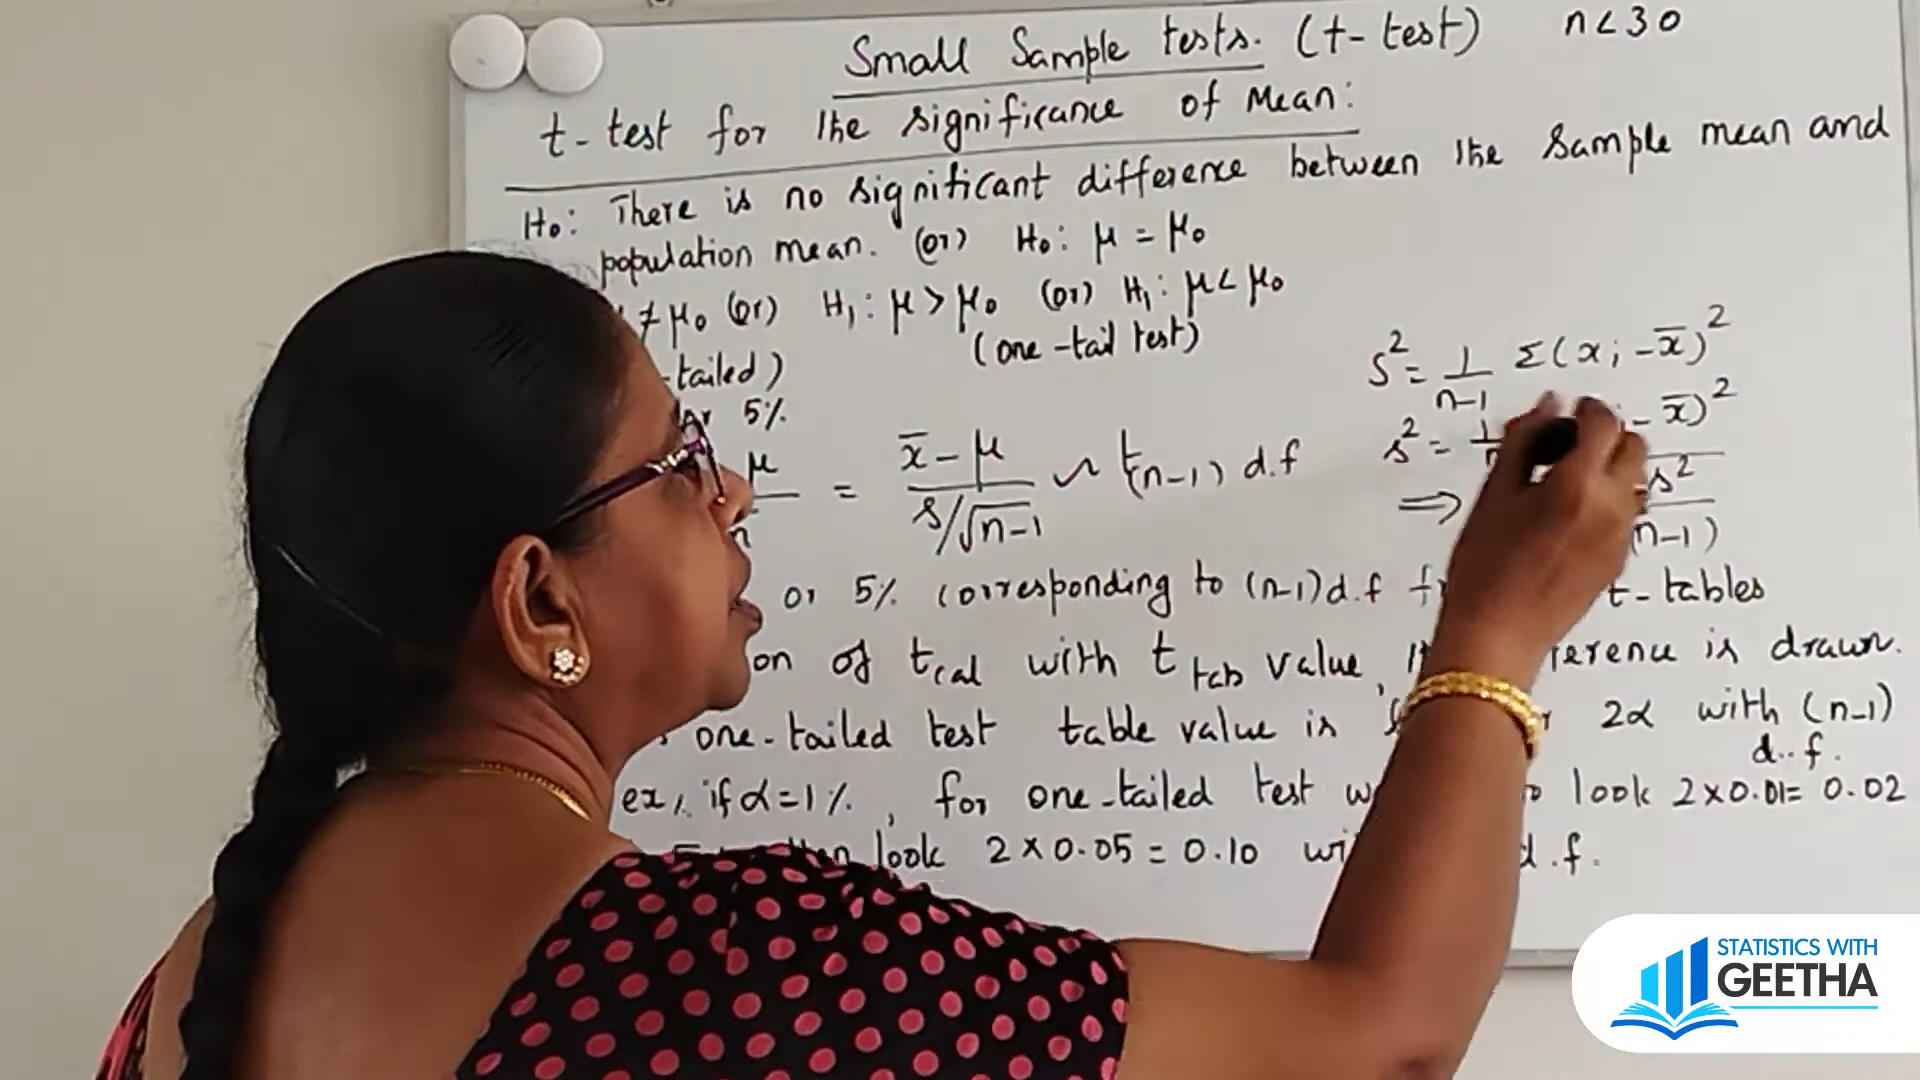 Small Sample tests. (t-test) n<30
t-test for the significance of Mean:
H₀: There is no significant difference between the sample mean and
population mean. (or) H₀: μ = μ₀
≠ μ₀ (or) H₁: μ > μ₀ (or) H₁: μ < μ₀
-tailed) (one-tail test)
S² = 1/(n-1) Σ(xᵢ - x̄)²
5%
s² = - x̄)²
μ = (x̄ - μ)/(s/√(n-1)) ~ t(n-1) d.f
⟹ s²/(n-1)
or 5% corresponding to (n-1) d.f t-tables
on of t cal with t tab value, is drawn.
one-tailed test table value is 2α with (n-1)
d.f.
ex, if α=1%, for one-tailed test look 2×0.01=0.02
look 2×0.05=0.10 d.f.
STATISTICS WITH
GEETHA